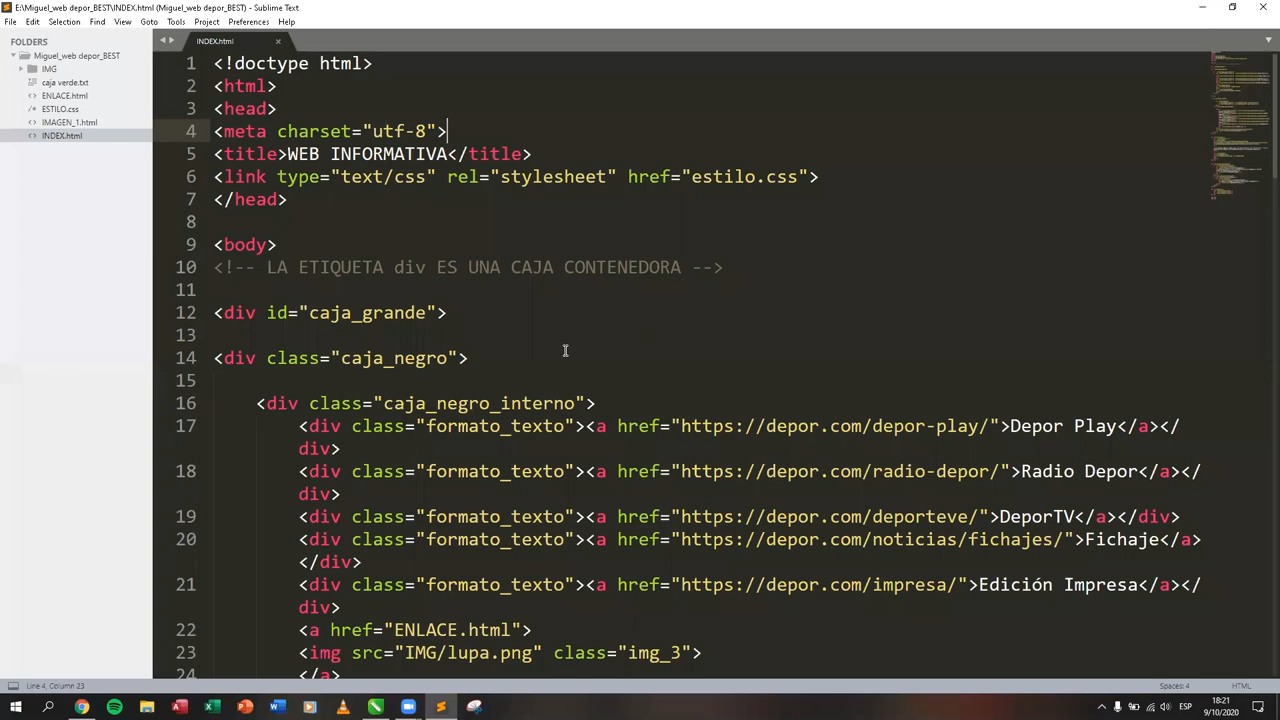 E:\Miguel_web depor_BEST\INDEX.html (Miguel_web depor_BEST) - Sublime Text
File Edit Selection Find View Goto Tools Project Preferences Help
FOLDERS
Miguel_web depor_BEST
IMG
caja verde.txt
ENLACE.html
ESTILO.css
IMAGEN_1.html
INDEX.html
INDEX.html
1 <!doctype html>
2 <html>
3 <head>
4 <meta charset="utf-8">
5 <title>WEB INFORMATIVA</title>
6 <link type="text/css" rel="stylesheet" href="estilo.css">
7 </head>
8
9 <body>
10 <!-- LA ETIQUETA div ES UNA CAJA CONTENEDORA -->
11
12 <div id="caja_grande">
13
14 <div class="caja_negro">
15
16 <div class="caja_negro_interno">
17 <div class="formato_texto"><a href="https://depor.com/depor-play/">Depor Play</a></
div>
18 <div class="formato_texto"><a href="https://depor.com/radio-depor/">Radio Depor</a></
div>
19 <div class="formato_texto"><a href="https://depor.com/deporteve/">DeporTV</a></div>
20 <div class="formato_texto"><a href="https://depor.com/noticias/fichajes/">Fichaje</a>
</div>
21 <div class="formato_texto"><a href="https://depor.com/impresa/">Edición Impresa</a></
div>
22 <a href="ENLACE.html">
23 <img src="IMG/lupa.png" class="img_3">
24 </a>
Line 4, Column 23
Spaces: 4
HTML
ESP
18:21
9/10/2020